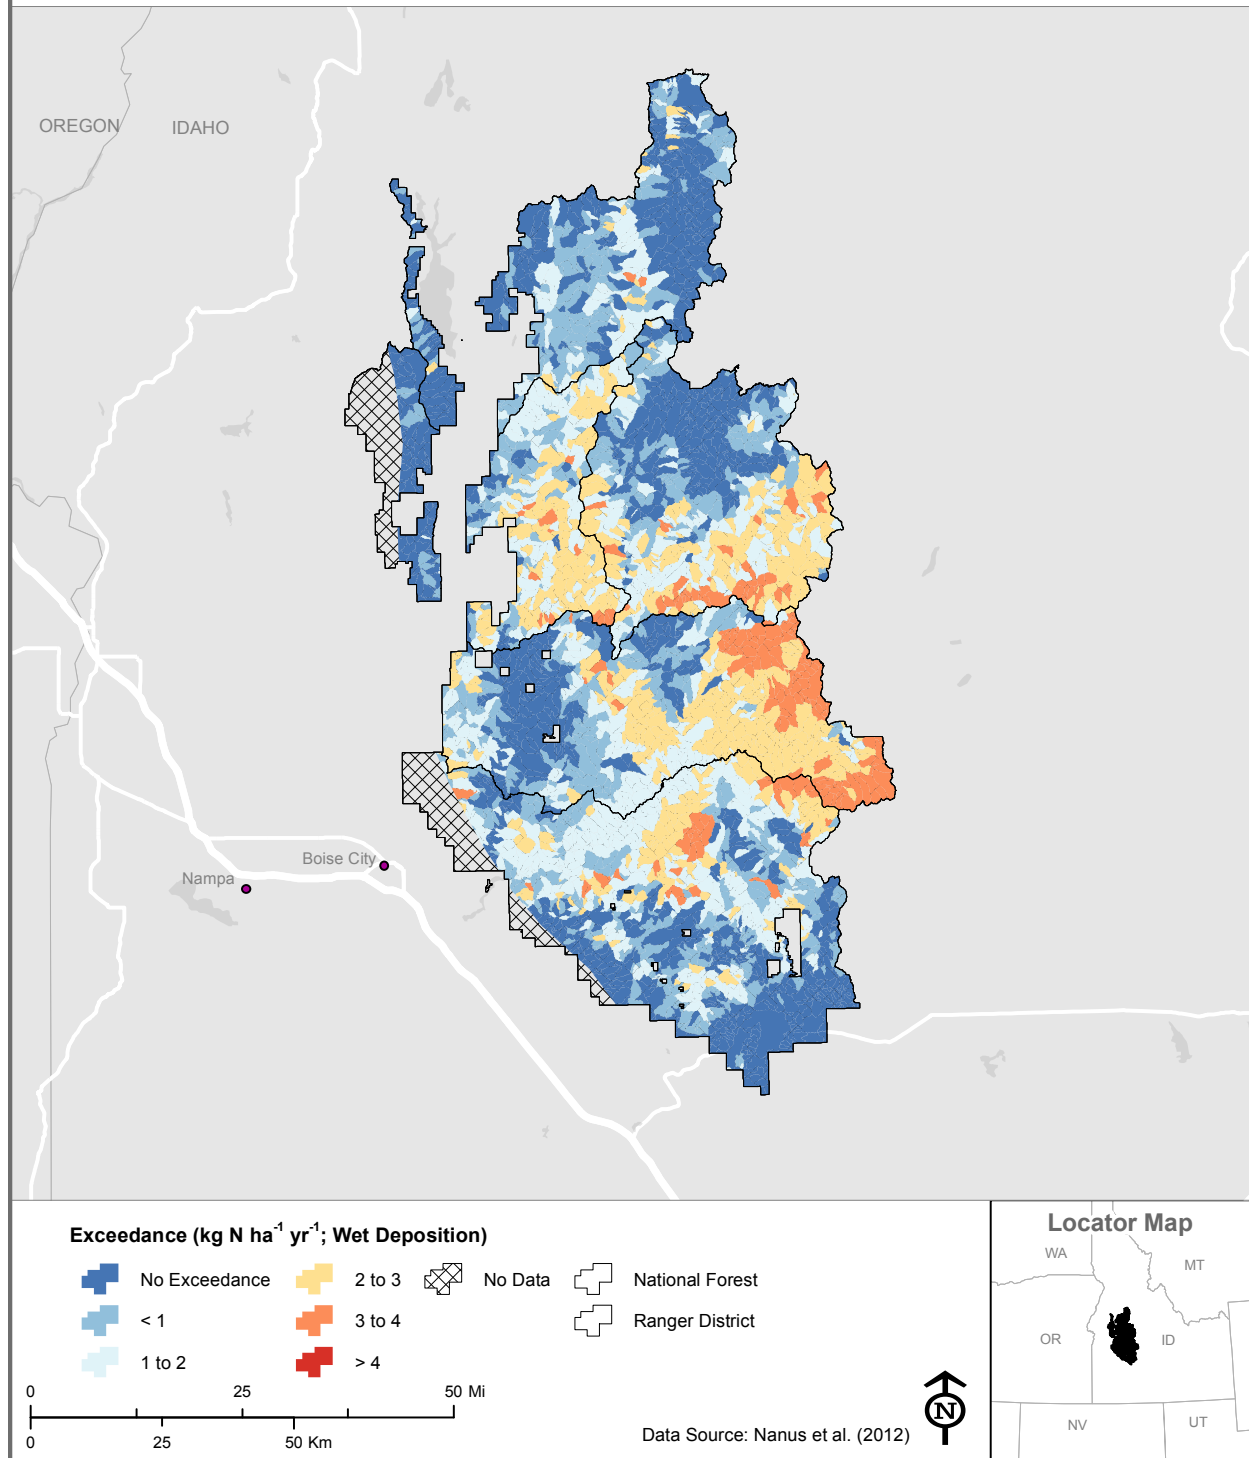 OREGON IDAHO
Boise City
Nampa
Exceedance (kg N ha⁻¹ yr⁻¹; Wet Deposition)
No Exceedance
2 to 3
No Data
National Forest
< 1
3 to 4
Ranger District
1 to 2
> 4
0 25 50 Mi
0 25 50 Km
Data Source: Nanus et al. (2012)
N
Locator Map
WA
MT
OR
ID
NV
UT